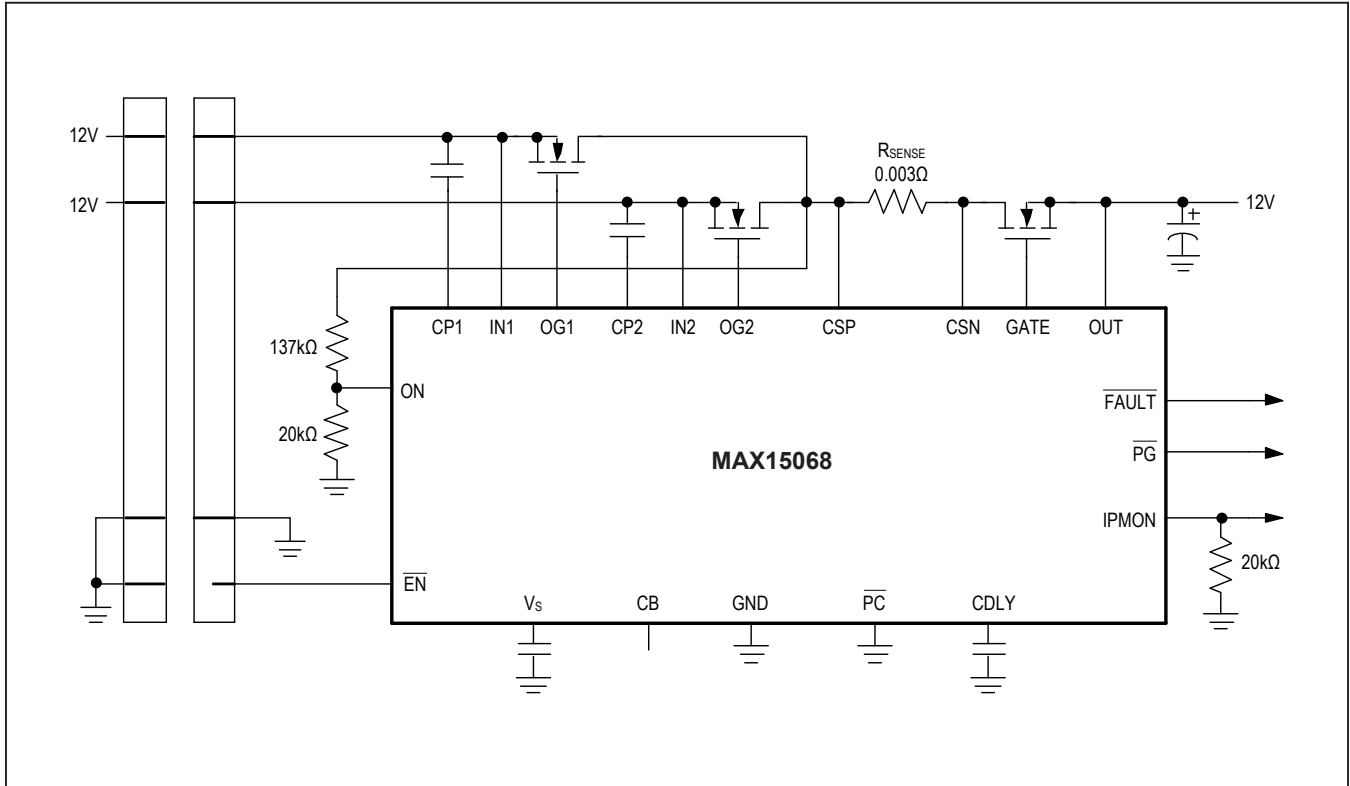 12V
12V
RSENSE
0.003Ω
12V
CP1 IN1 OG1 CP2 IN2 OG2 CSP CSN GATE OUT
137kΩ
ON
20kΩ
FAULT
MAX15068
PG
IPMON
20kΩ
EN
VS CB GND PC CDLY
+